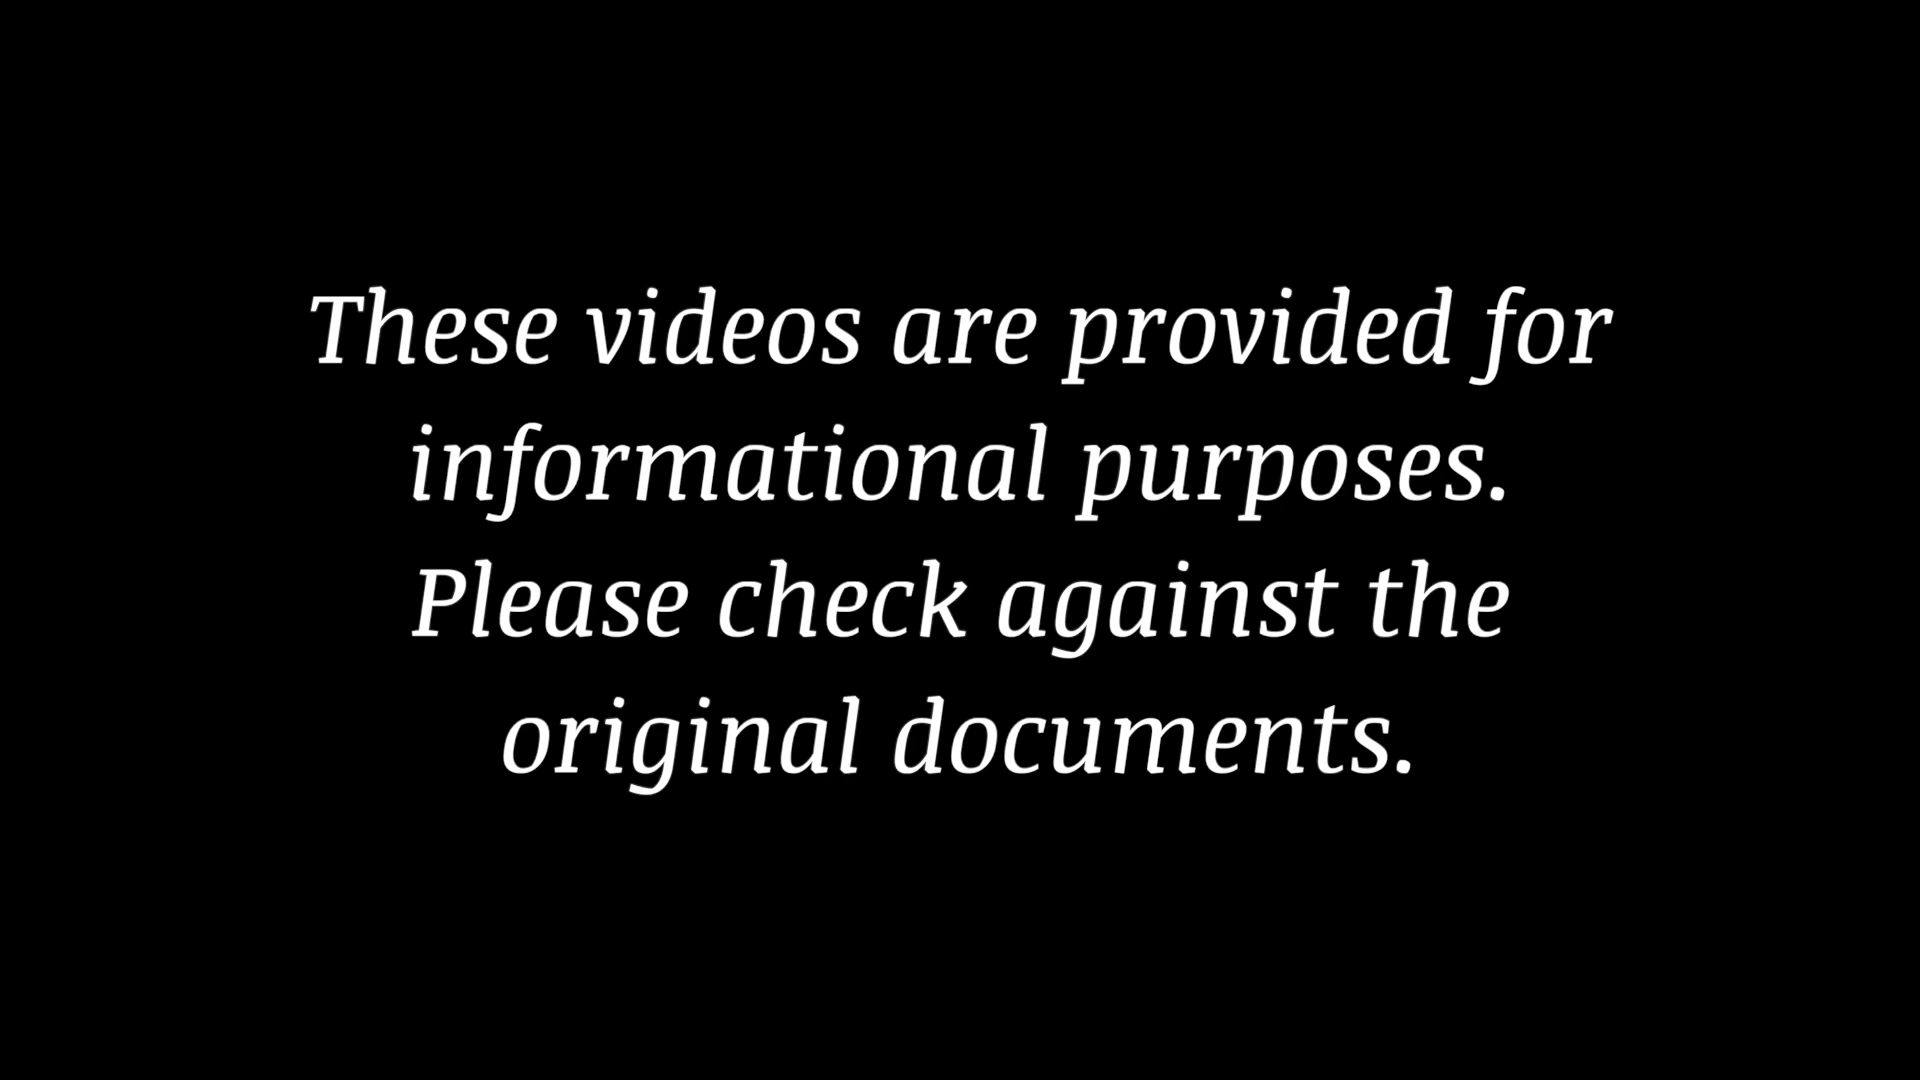 These videos are provided for
informational purposes.
Please check against the
original documents.